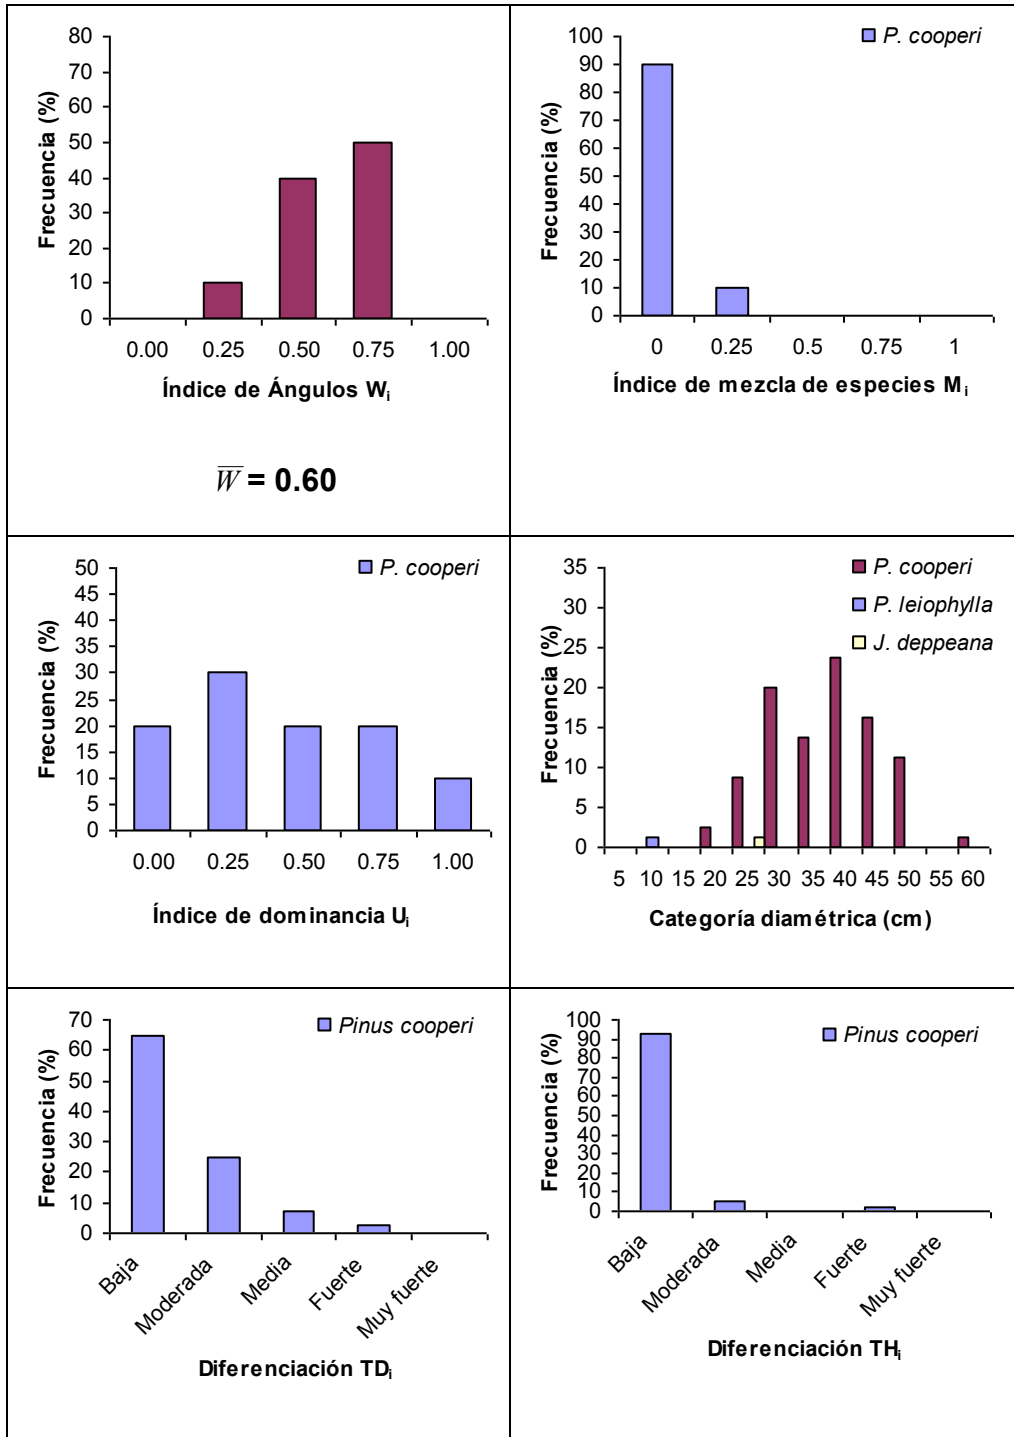 80
70
60
50
40
30
20
10
0
Frecuencia (%)
0.00 0.25 0.50 0.75 1.00
Índice de Ángulos Wi
W̅ = 0.60
P. cooperi
100
90
80
70
60
50
40
30
20
10
0
Frecuencia (%)
0 0.25 0.5 0.75 1
Índice de mezcla de especies Mi
P. cooperi
50
45
40
35
30
25
20
15
10
5
0
Frecuencia (%)
0.00 0.25 0.50 0.75 1.00
Índice de dominancia Ui
P. cooperi
P. leiophylla
J. deppeana
35
30
25
20
15
10
5
0
Frecuencia (%)
5 10 15 20 25 30 35 40 45 50 55 60
Categoría diamétrica (cm)
Pinus cooperi
70
60
50
40
30
20
10
0
Frecuencia (%)
Baja Moderada Media Fuerte Muy fuerte
Diferenciación TDi
Pinus cooperi
100
90
80
70
60
50
40
30
20
10
0
Frecuencia (%)
Baja Moderada Media Fuerte Muy fuerte
Diferenciación THi